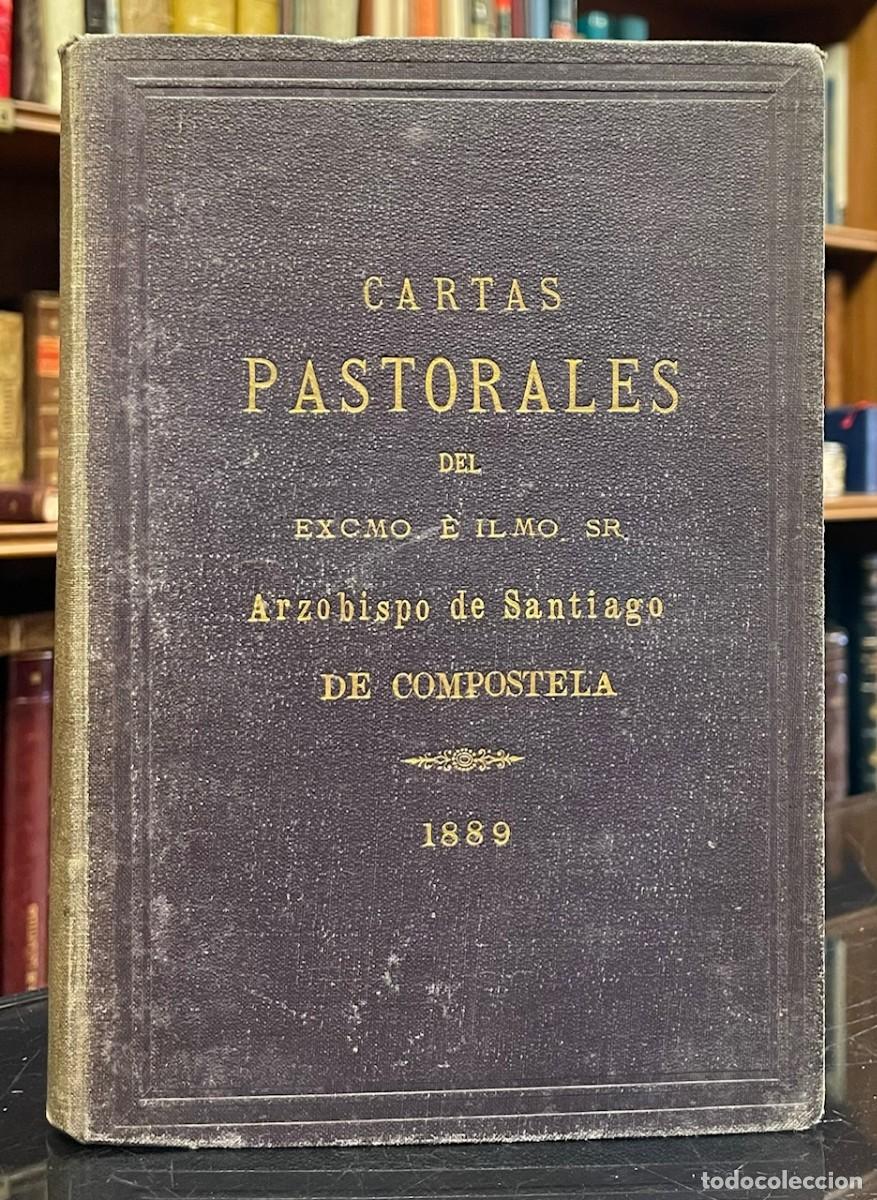 CARTAS
PASTORALES
DEL
EXCMO. È ILMO. SR.
Arzobispo de Santiago
DE COMPOSTELA
1889
todocoleccion